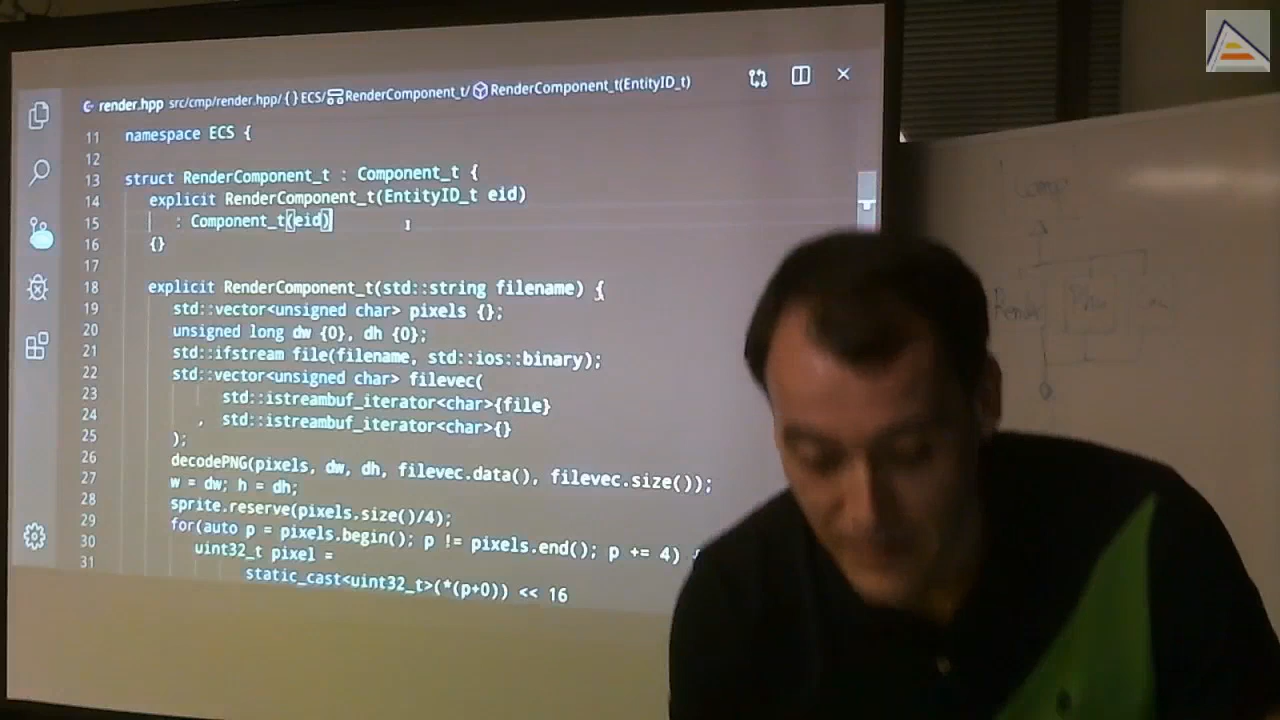 render.hpp src/cmp/render.hpp/ {} ECS/ RenderComponent_t/ RenderComponent_t(EntityID_t)
11 namespace ECS {
12
13 struct RenderComponent_t : Component_t {
14 explicit RenderComponent_t(EntityID_t eid)
15 : Component_t(eid)
16 {}
17
18 explicit RenderComponent_t(std::string filename) {
19 std::vector<unsigned char> pixels {};
20 unsigned long dw {0}, dh {0};
21 std::ifstream file(filename, std::ios::binary);
22 std::vector<unsigned char> filevec(
23 std::istreambuf_iterator<char>{file}
24 , std::istreambuf_iterator<char>{}
25 );
26 decodePNG(pixels, dw, dh, filevec.data(), filevec.size());
27 w = dw; h = dh;
28 sprite.reserve(pixels.size()/4);
29 for(auto p = pixels.begin(); p != pixels.end(); p += 4) {
30 uint32_t pixel =
31 static_cast<uint32_t>(*(p+0)) << 16
Comp
Render